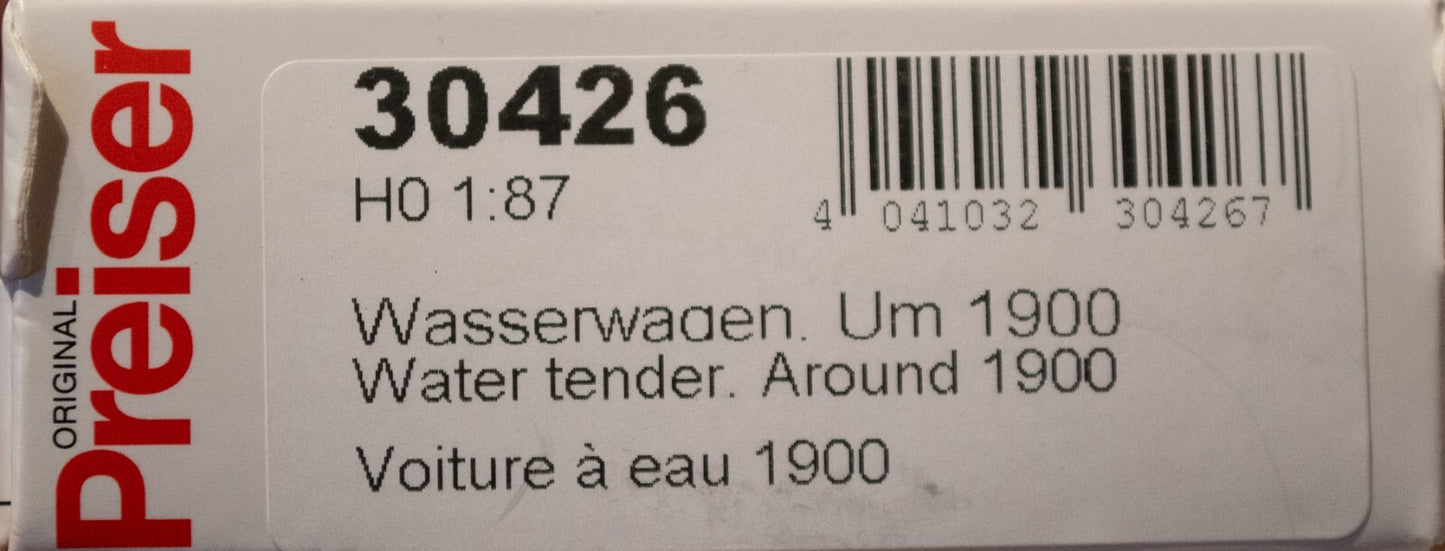 ORIGINAL
Preiser
30426
H0 1:87
4 041032 304267
Wasserwagen. Um 1900
Water tender. Around 1900
Voiture à eau 1900